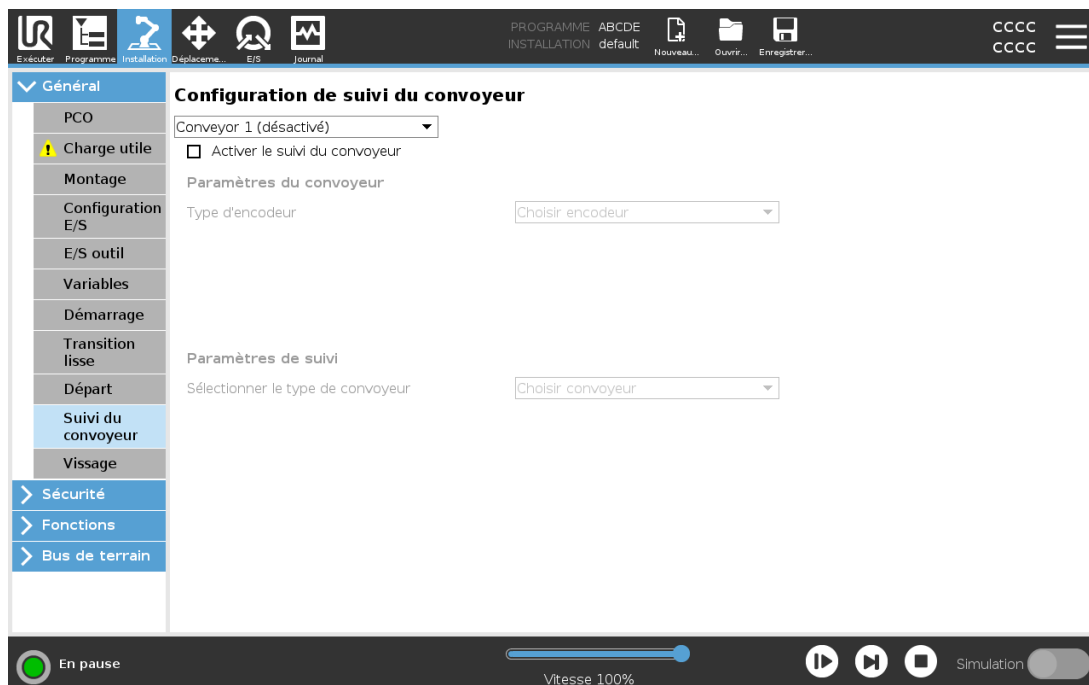 UR
Exécuter
Programme
Installation
Déplaceme...
E/S
Journal
PROGRAMME ABCDE
INSTALLATION default
Nouveau...
Ouvrir...
Enregistrer...
CCCC
CCCC
Général
PCO
Charge utile
Montage
Configuration
E/S
E/S outil
Variables
Démarrage
Transition
lisse
Départ
Suivi du
convoyeur
Vissage
Sécurité
Fonctions
Bus de terrain
Configuration de suivi du convoyeur
Conveyor 1 (désactivé)
Activer le suivi du convoyeur
Paramètres du convoyeur
Type d'encodeur
Choisir encodeur
Paramètres de suivi
Sélectionner le type de convoyeur
Choisir convoyeur
En pause
Vitesse 100%
Simulation